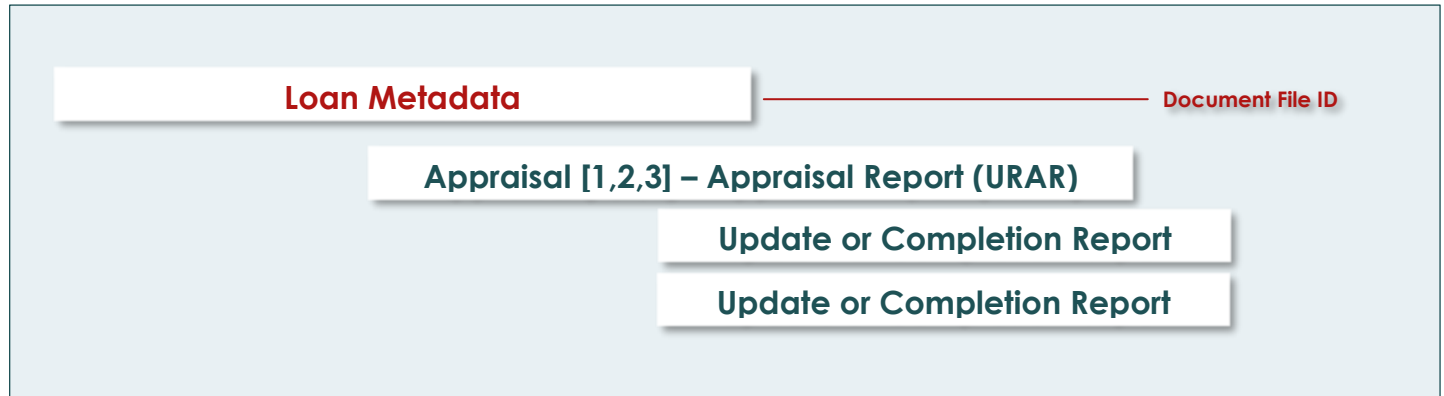 Loan Metadata
Document File ID
Appraisal [1,2,3] – Appraisal Report (URAR)
Update or Completion Report
Update or Completion Report